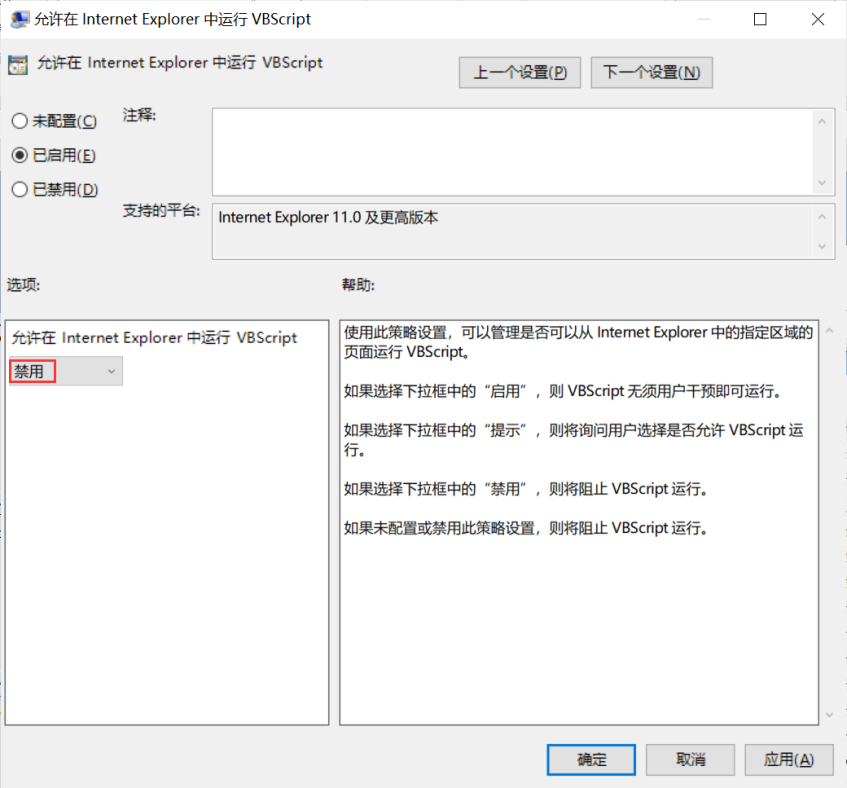 允许在 Internet Explorer 中运行 VBScript
允许在 Internet Explorer 中运行 VBScript
上一个设置(P)
下一个设置(N)
未配置(C)
注释:
已启用(E)
已禁用(D)
支持的平台:
Internet Explorer 11.0 及更高版本
选项:
帮助:
允许在 Internet Explorer 中运行 VBScript
禁用
使用此策略设置，可以管理是否可以从 Internet Explorer 中的指定区域的
页面运行 VBScript。
如果选择下拉框中的“启用”，则 VBScript 无须用户干预即可运行。
如果选择下拉框中的“提示”，则将询问用户选择是否允许 VBScript 运
行。
如果选择下拉框中的“禁用”，则将阻止 VBScript 运行。
如果未配置或禁用此策略设置，则将阻止 VBScript 运行。
确定
取消
应用(A)